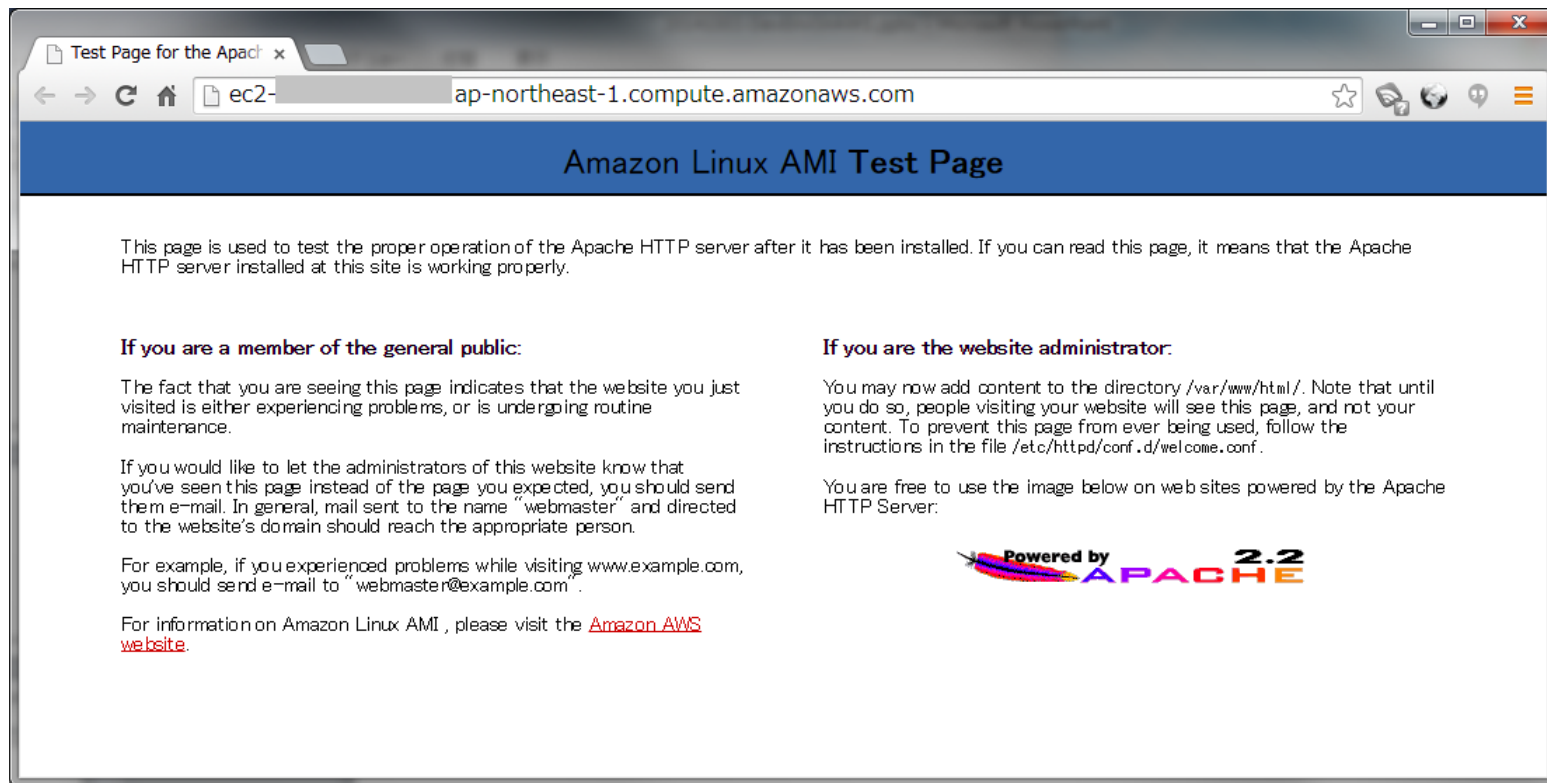 Test Page for the Apach
ec2- ap-northeast-1.compute.amazonaws.com
Amazon Linux AMI Test Page
This page is used to test the proper operation of the Apache HTTP server after it has been installed. If you can read this page, it means that the Apache
HTTP server installed at this site is working properly.
If you are a member of the general public:
The fact that you are seeing this page indicates that the website you just
visited is either experiencing problems, or is undergoing routine
maintenance.
If you would like to let the administrators of this website know that
you've seen this page instead of the page you expected, you should send
them e-mail. In general, mail sent to the name "webmaster" and directed
to the website's domain should reach the appropriate person.
For example, if you experienced problems while visiting www.example.com,
you should send e-mail to "webmaster@example.com".
For information on Amazon Linux AMI , please visit the Amazon AWS
website.
If you are the website administrator:
You may now add content to the directory /var/www/html/. Note that until
you do so, people visiting your website will see this page, and not your
content. To prevent this page from ever being used, follow the
instructions in the file /etc/httpd/conf.d/welcome.conf.
You are free to use the image below on web sites powered by the Apache
HTTP Server:
Powered by 2.2
APACHE